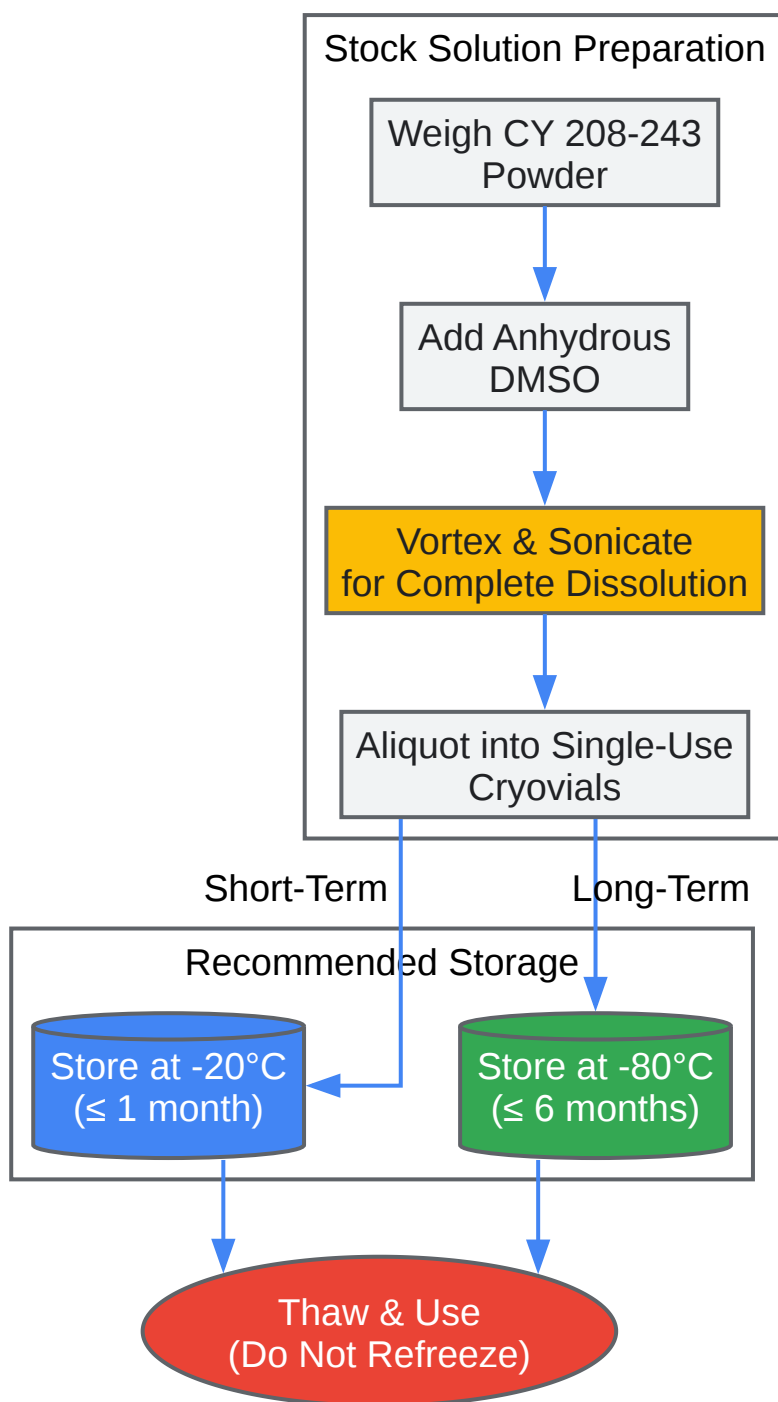 Stock Solution Preparation
Weigh CY 208-243
Powder
Add Anhydrous
DMSO
Vortex & Sonicate
for Complete Dissolution
Aliquot into Single-Use
Cryovials
Short-Term
Long-Term
Recommended Storage
Store at -20°C
(≤ 1 month)
Store at -80°C
(≤ 6 months)
Thaw & Use
(Do Not Refreeze)